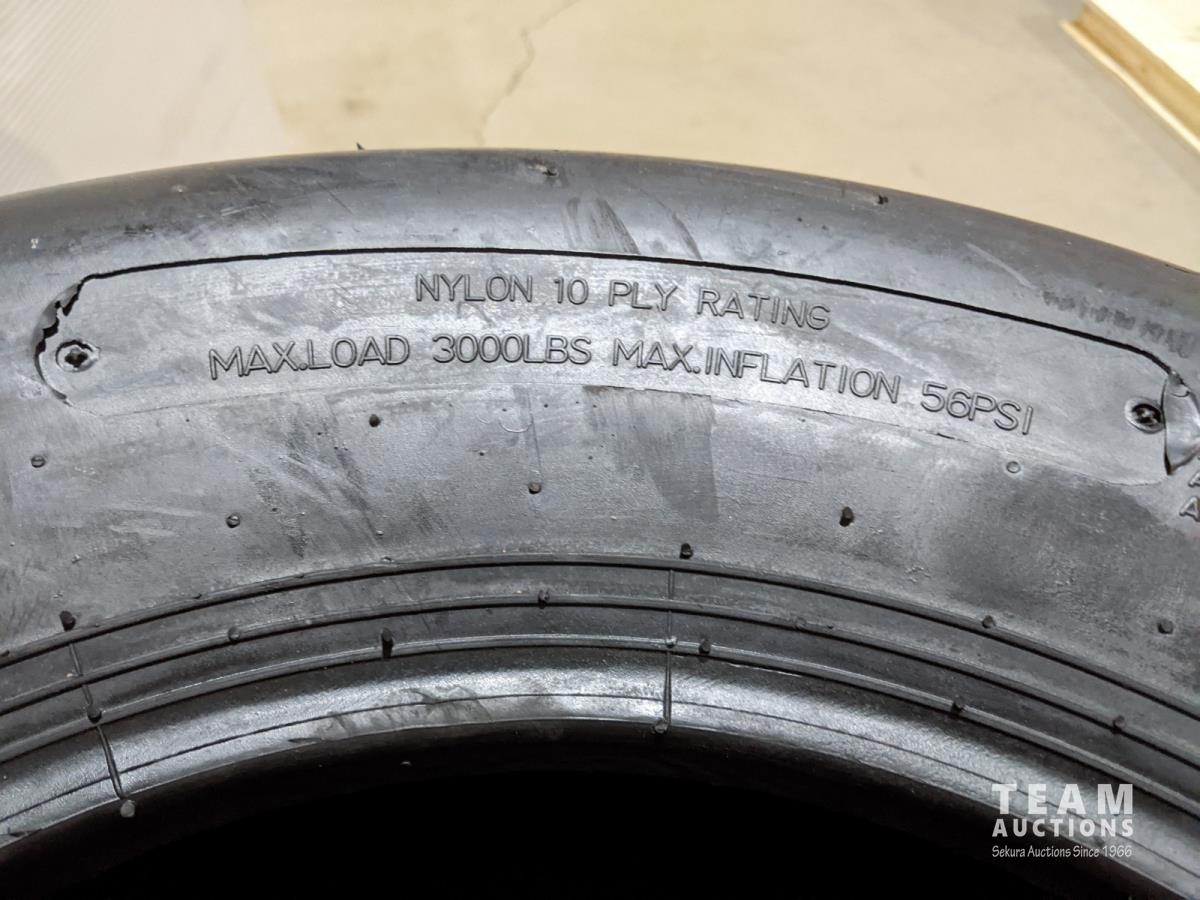 NYLON 10 PLY RATING
MAX.LOAD 3000LBS MAX.INFLATION 56PSI
TEAM
AUCTIONS
Sekura Auctions Since 1966